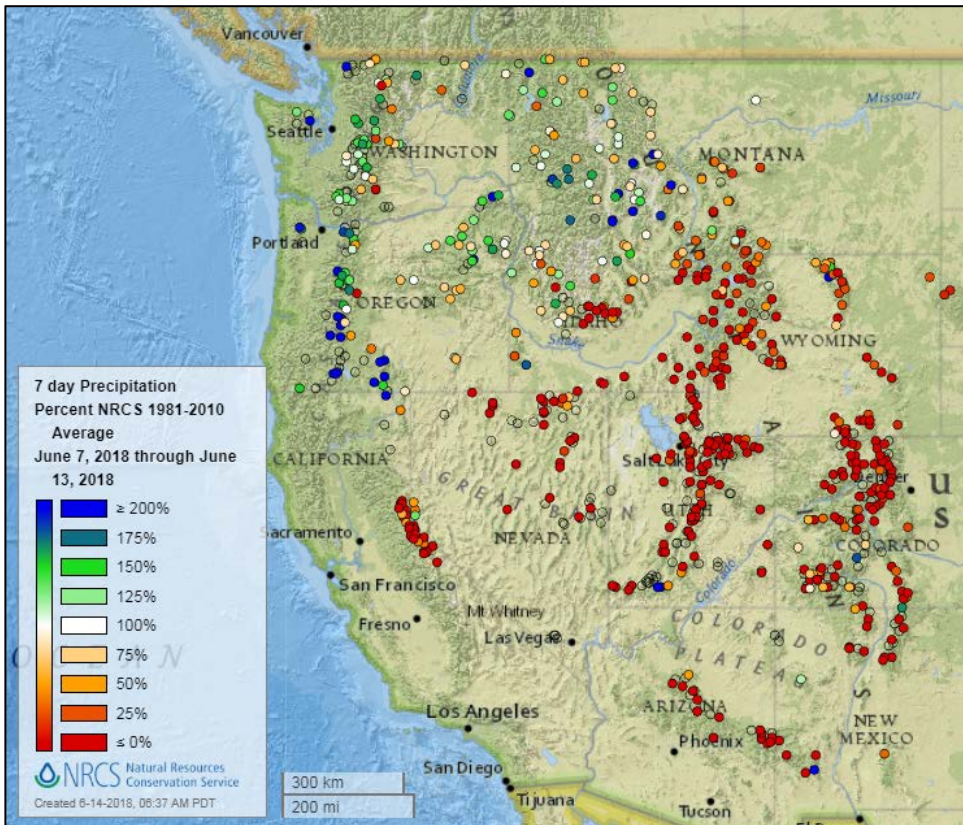 Vancouver
Seattle
WASHINGTON
Missouri
MONTANA
Portland
OREGON
IDAHO
Snake
WYOMING
7 day Precipitation
Percent NRCS 1981-2010
Average
June 7, 2018 through June
13, 2018
≥ 200%
175%
150%
125%
100%
75%
50%
25%
≤ 0%
NRCS Natural Resources
Conservation Service
Created 6-14-2018, 06:37 AM PDT
CALIFORNIA
GREAT BASIN
Salt Lake City
UTAH
NEVADA
Denver
U
S
COLORADO
Sacramento
San Francisco
Colorado
Fresno
Mt Whitney
Las Vegas
COLORADO
PLATEAU
Los Angeles
ARIZONA
Phoenix
NEW
MEXICO
San Diego
Tijuana
Tucson
300 km
200 mi